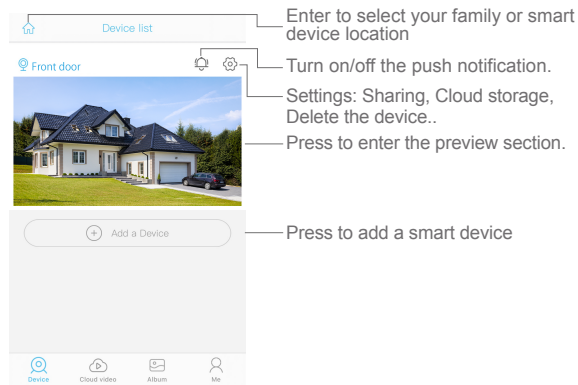 Device list
Enter to select your family or smart
device location
Front door
Turn on/off the push notification.
Settings: Sharing, Cloud storage,
Delete the device..
Press to enter the preview section.
Add a Device
Press to add a smart device
Device
Cloud video
Album
Me